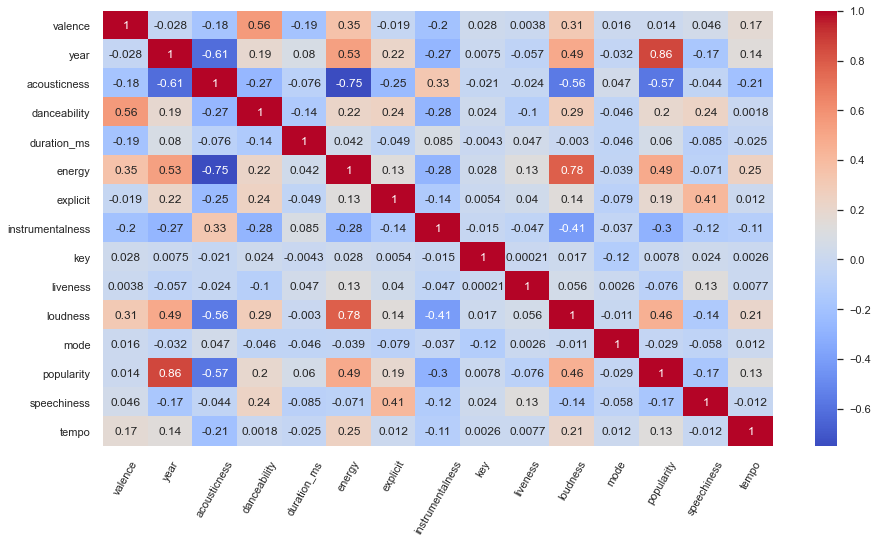 valence 1 -0.028 -0.18 0.56 -0.19 0.35 -0.019 -0.2 0.028 0.0038 0.31 0.016 0.014 0.046 0.17
year -0.028 1 -0.61 0.19 0.08 0.53 0.22 -0.27 0.0075 -0.057 0.49 -0.032 0.86 -0.17 0.14
acousticness -0.18 -0.61 1 -0.27 -0.076 -0.75 -0.25 0.33 -0.021 -0.024 -0.56 0.047 -0.57 -0.044 -0.21
danceability 0.56 0.19 -0.27 1 -0.14 0.22 0.24 -0.28 0.024 -0.1 0.29 -0.046 0.2 0.24 0.0018
duration_ms -0.19 0.08 -0.076 -0.14 1 0.042 -0.049 0.085 -0.0043 0.047 -0.003 -0.046 0.06 -0.085 -0.025
energy 0.35 0.53 -0.75 0.22 0.042 1 0.13 -0.28 0.028 0.13 0.78 -0.039 0.49 -0.071 0.25
explicit -0.019 0.22 -0.25 0.24 -0.049 0.13 1 -0.14 0.0054 0.04 0.14 -0.079 0.19 0.41 0.012
instrumentalness -0.2 -0.27 0.33 -0.28 0.085 -0.28 -0.14 1 -0.015 -0.047 -0.41 -0.037 -0.3 -0.12 -0.11
key 0.028 0.0075 -0.021 0.024 -0.0043 0.028 0.0054 -0.015 1 0.00021 0.017 -0.12 0.0078 0.024 0.0026
liveness 0.0038 -0.057 -0.024 -0.1 0.047 0.13 0.04 -0.047 0.00021 1 0.056 0.0026 -0.076 0.13 0.0077
loudness 0.31 0.49 -0.56 0.29 -0.003 0.78 0.14 -0.41 0.017 0.056 1 -0.011 0.46 -0.14 0.21
mode 0.016 -0.032 0.047 -0.046 -0.046 -0.039 -0.079 -0.037 -0.12 0.0026 -0.011 1 -0.029 -0.058 0.012
popularity 0.014 0.86 -0.57 0.2 0.06 0.49 0.19 -0.3 0.0078 -0.076 0.46 -0.029 1 -0.17 0.13
speechiness 0.046 -0.17 -0.044 0.24 -0.085 -0.071 0.41 -0.12 0.024 0.13 -0.14 -0.058 -0.17 1 -0.012
tempo 0.17 0.14 -0.21 0.0018 -0.025 0.25 0.012 -0.11 0.0026 0.0077 0.21 0.012 0.13 -0.012 1
valence year acousticness danceability duration_ms energy explicit instrumentalness key liveness loudness mode popularity speechiness tempo
1.0
0.8
0.6
0.4
0.2
0.0
−0.2
−0.4
−0.6